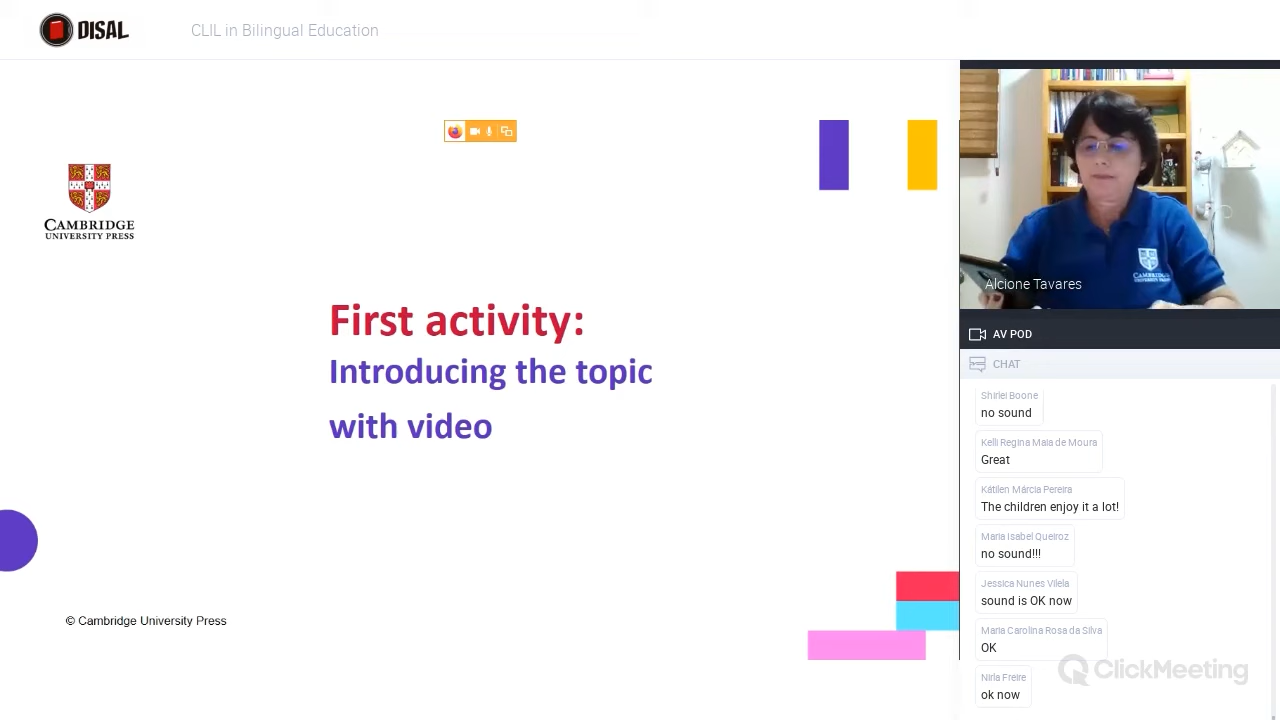 DISAL
CLIL in Bilingual Education
CAMBRIDGE
UNIVERSITY PRESS
First activity:
Introducing the topic
with video
© Cambridge University Press
CAMBRIDGE
UNIVERSITY PRESS
Alcione Tavares
AV POD
CHAT
Shirlei Boone
no sound
Kelli Regina Maia de Moura
Great
Kátilen Márcia Pereira
The children enjoy it a lot!
Maria Isabel Queiroz
no sound!!!
Jessica Nunes Vilela
sound is OK now
Maria Carolina Rosa da Silva
OK
Nirla Freire
ok now
ClickMeeting